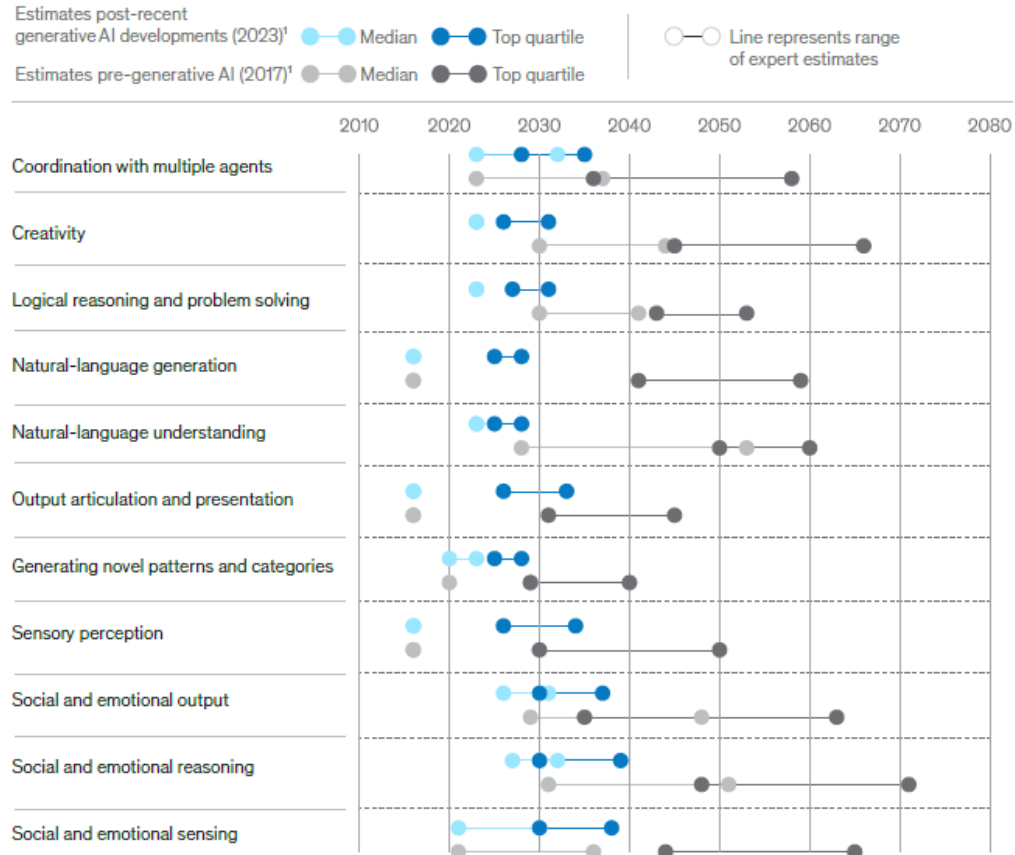 Estimates post-recent
generative AI developments (2023)¹ Median Top quartile
Line represents range
of expert estimates
Estimates pre-generative AI (2017)¹ Median Top quartile
2010 2020 2030 2040 2050 2060 2070 2080
Coordination with multiple agents
Creativity
Logical reasoning and problem solving
Natural-language generation
Natural-language understanding
Output articulation and presentation
Generating novel patterns and categories
Sensory perception
Social and emotional output
Social and emotional reasoning
Social and emotional sensing